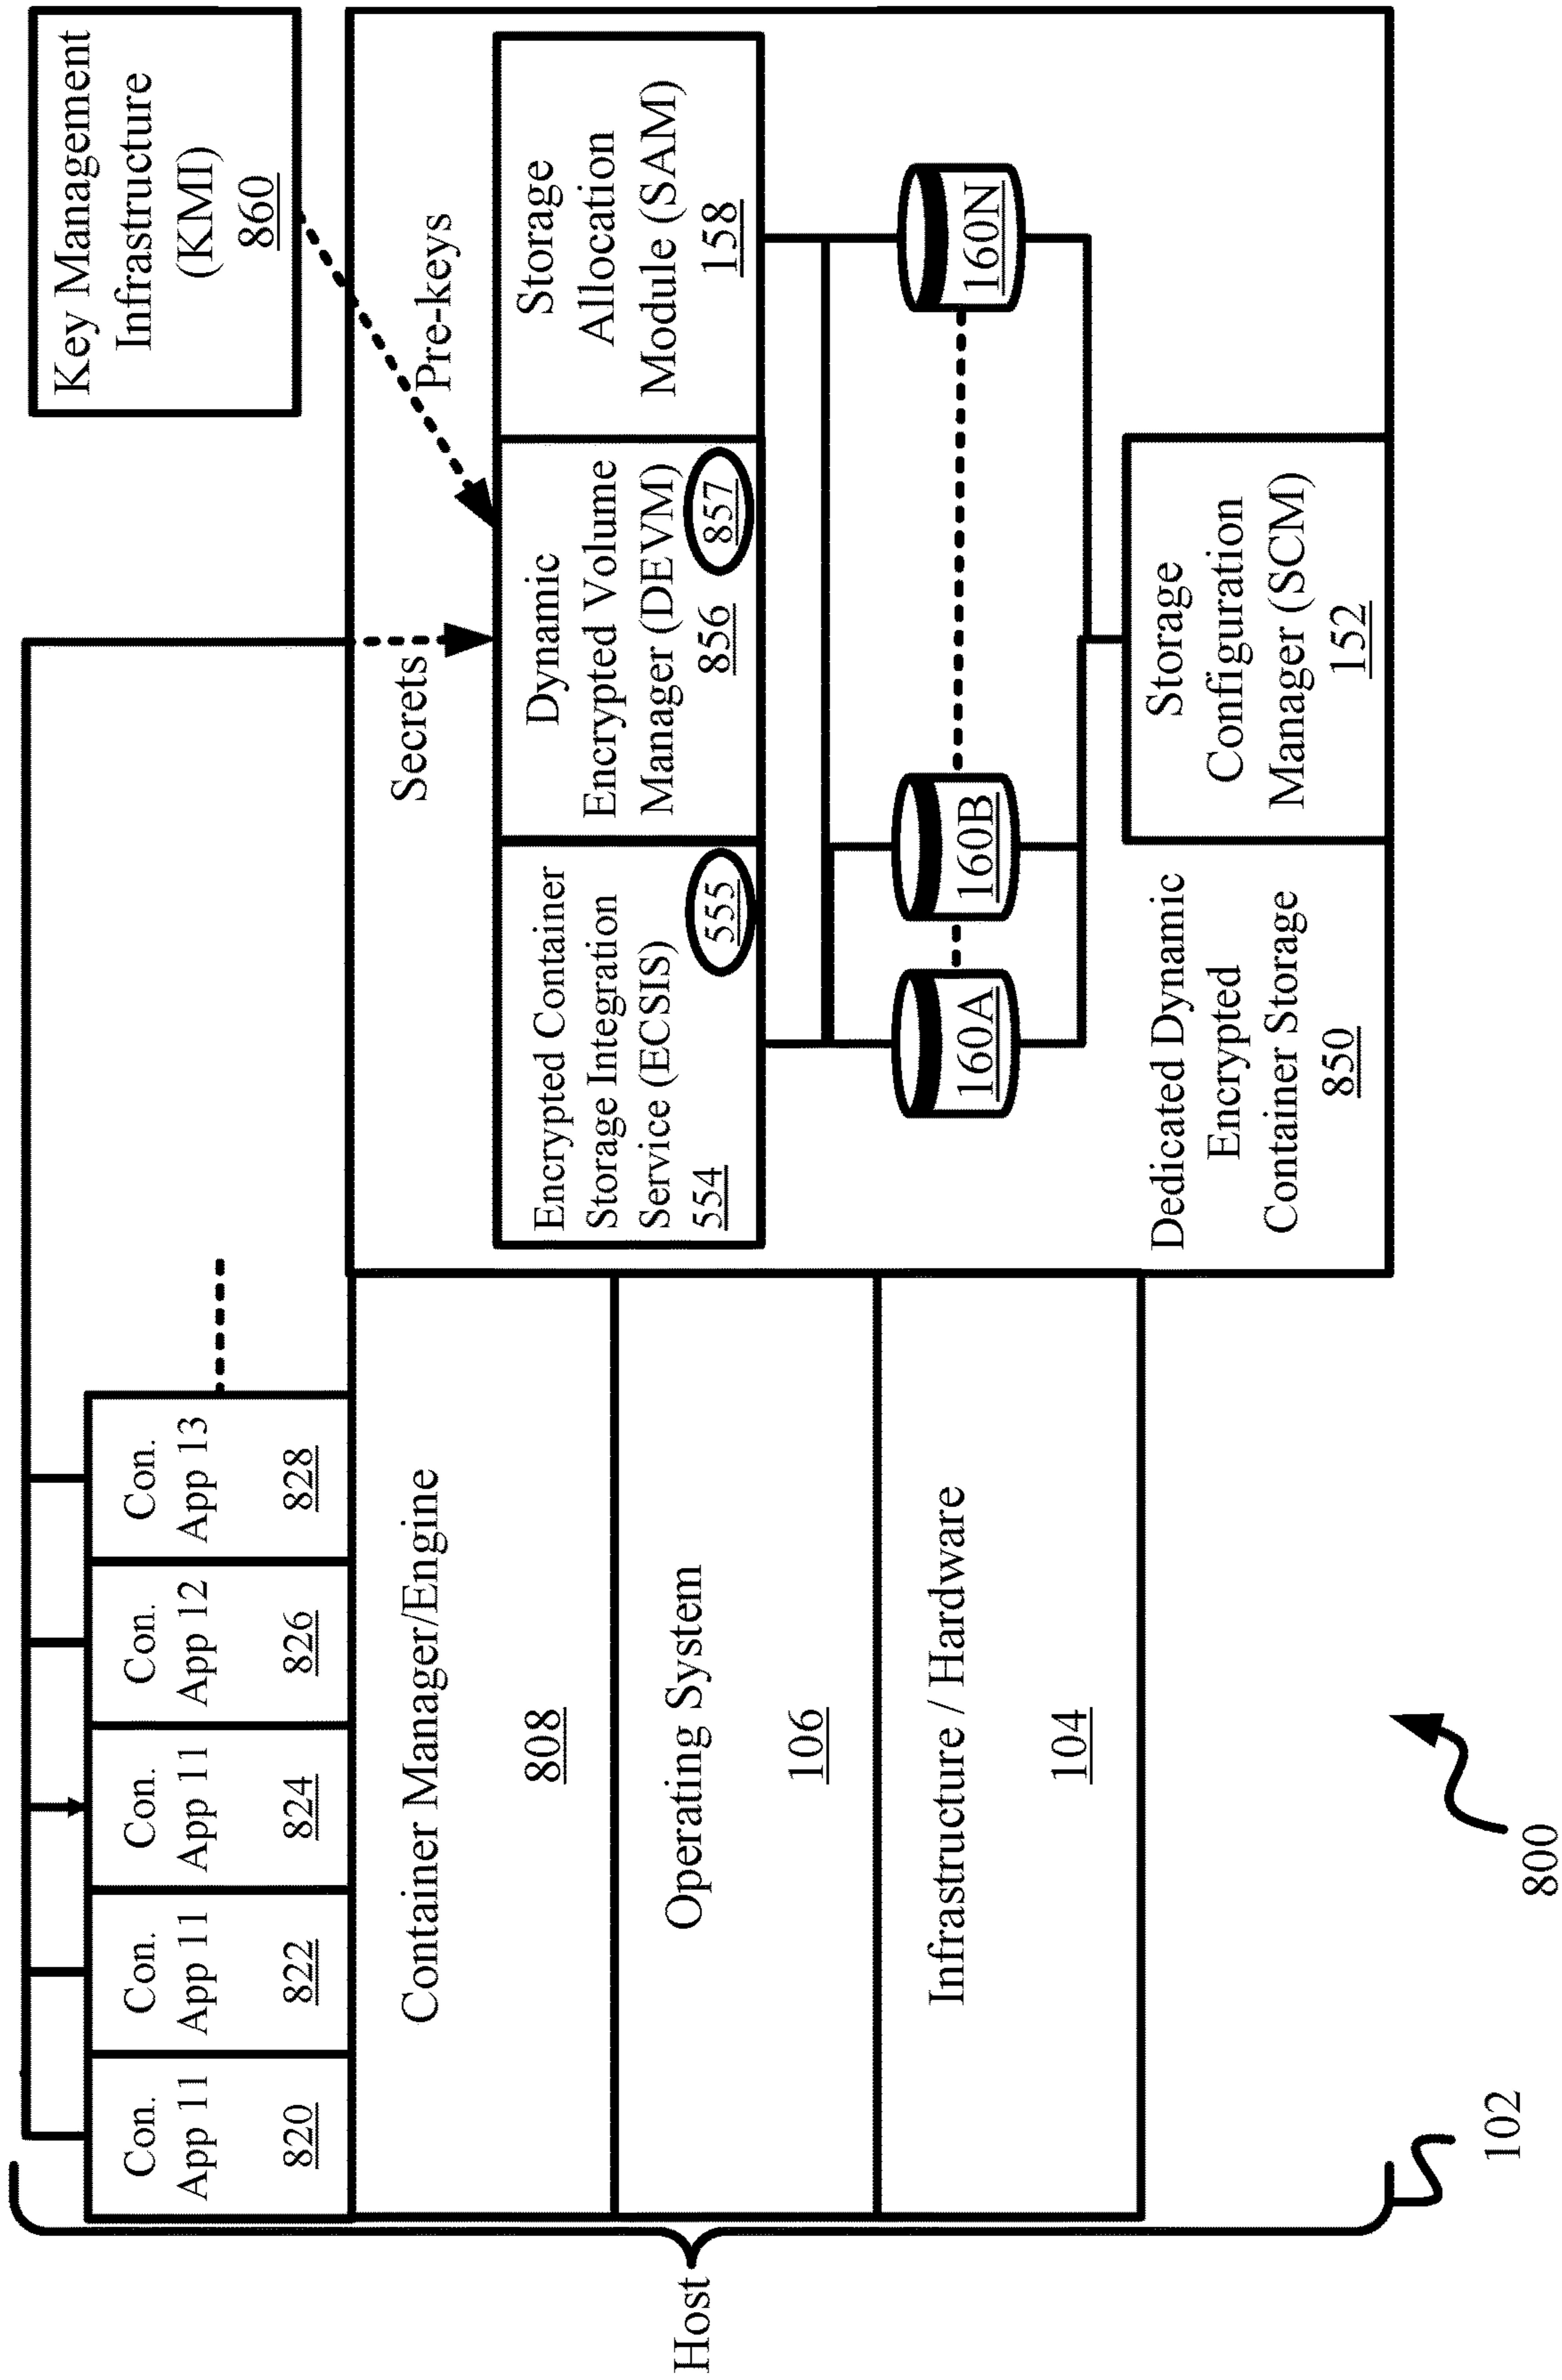 Host
102
800
Con.
App 11
820
Con.
App 11
822
Con.
App 11
824
Con.
App 12
826
Con.
App 13
828
Container Manager/Engine
808
Operating System
106
Infrastructure / Hardware
104
Key Management
Infrastructure
(KMI)
860
Secrets
Pre-keys
Encrypted Container
Storage Integration
Service (ECSIS)
554
555
Dynamic
Encrypted Volume
Manager (DEVM)
856
857
Storage
Allocation
Module (SAM)
158
160A
160B
160N
Dedicated Dynamic
Encrypted
Container Storage
850
Storage
Configuration
Manager (SCM)
152